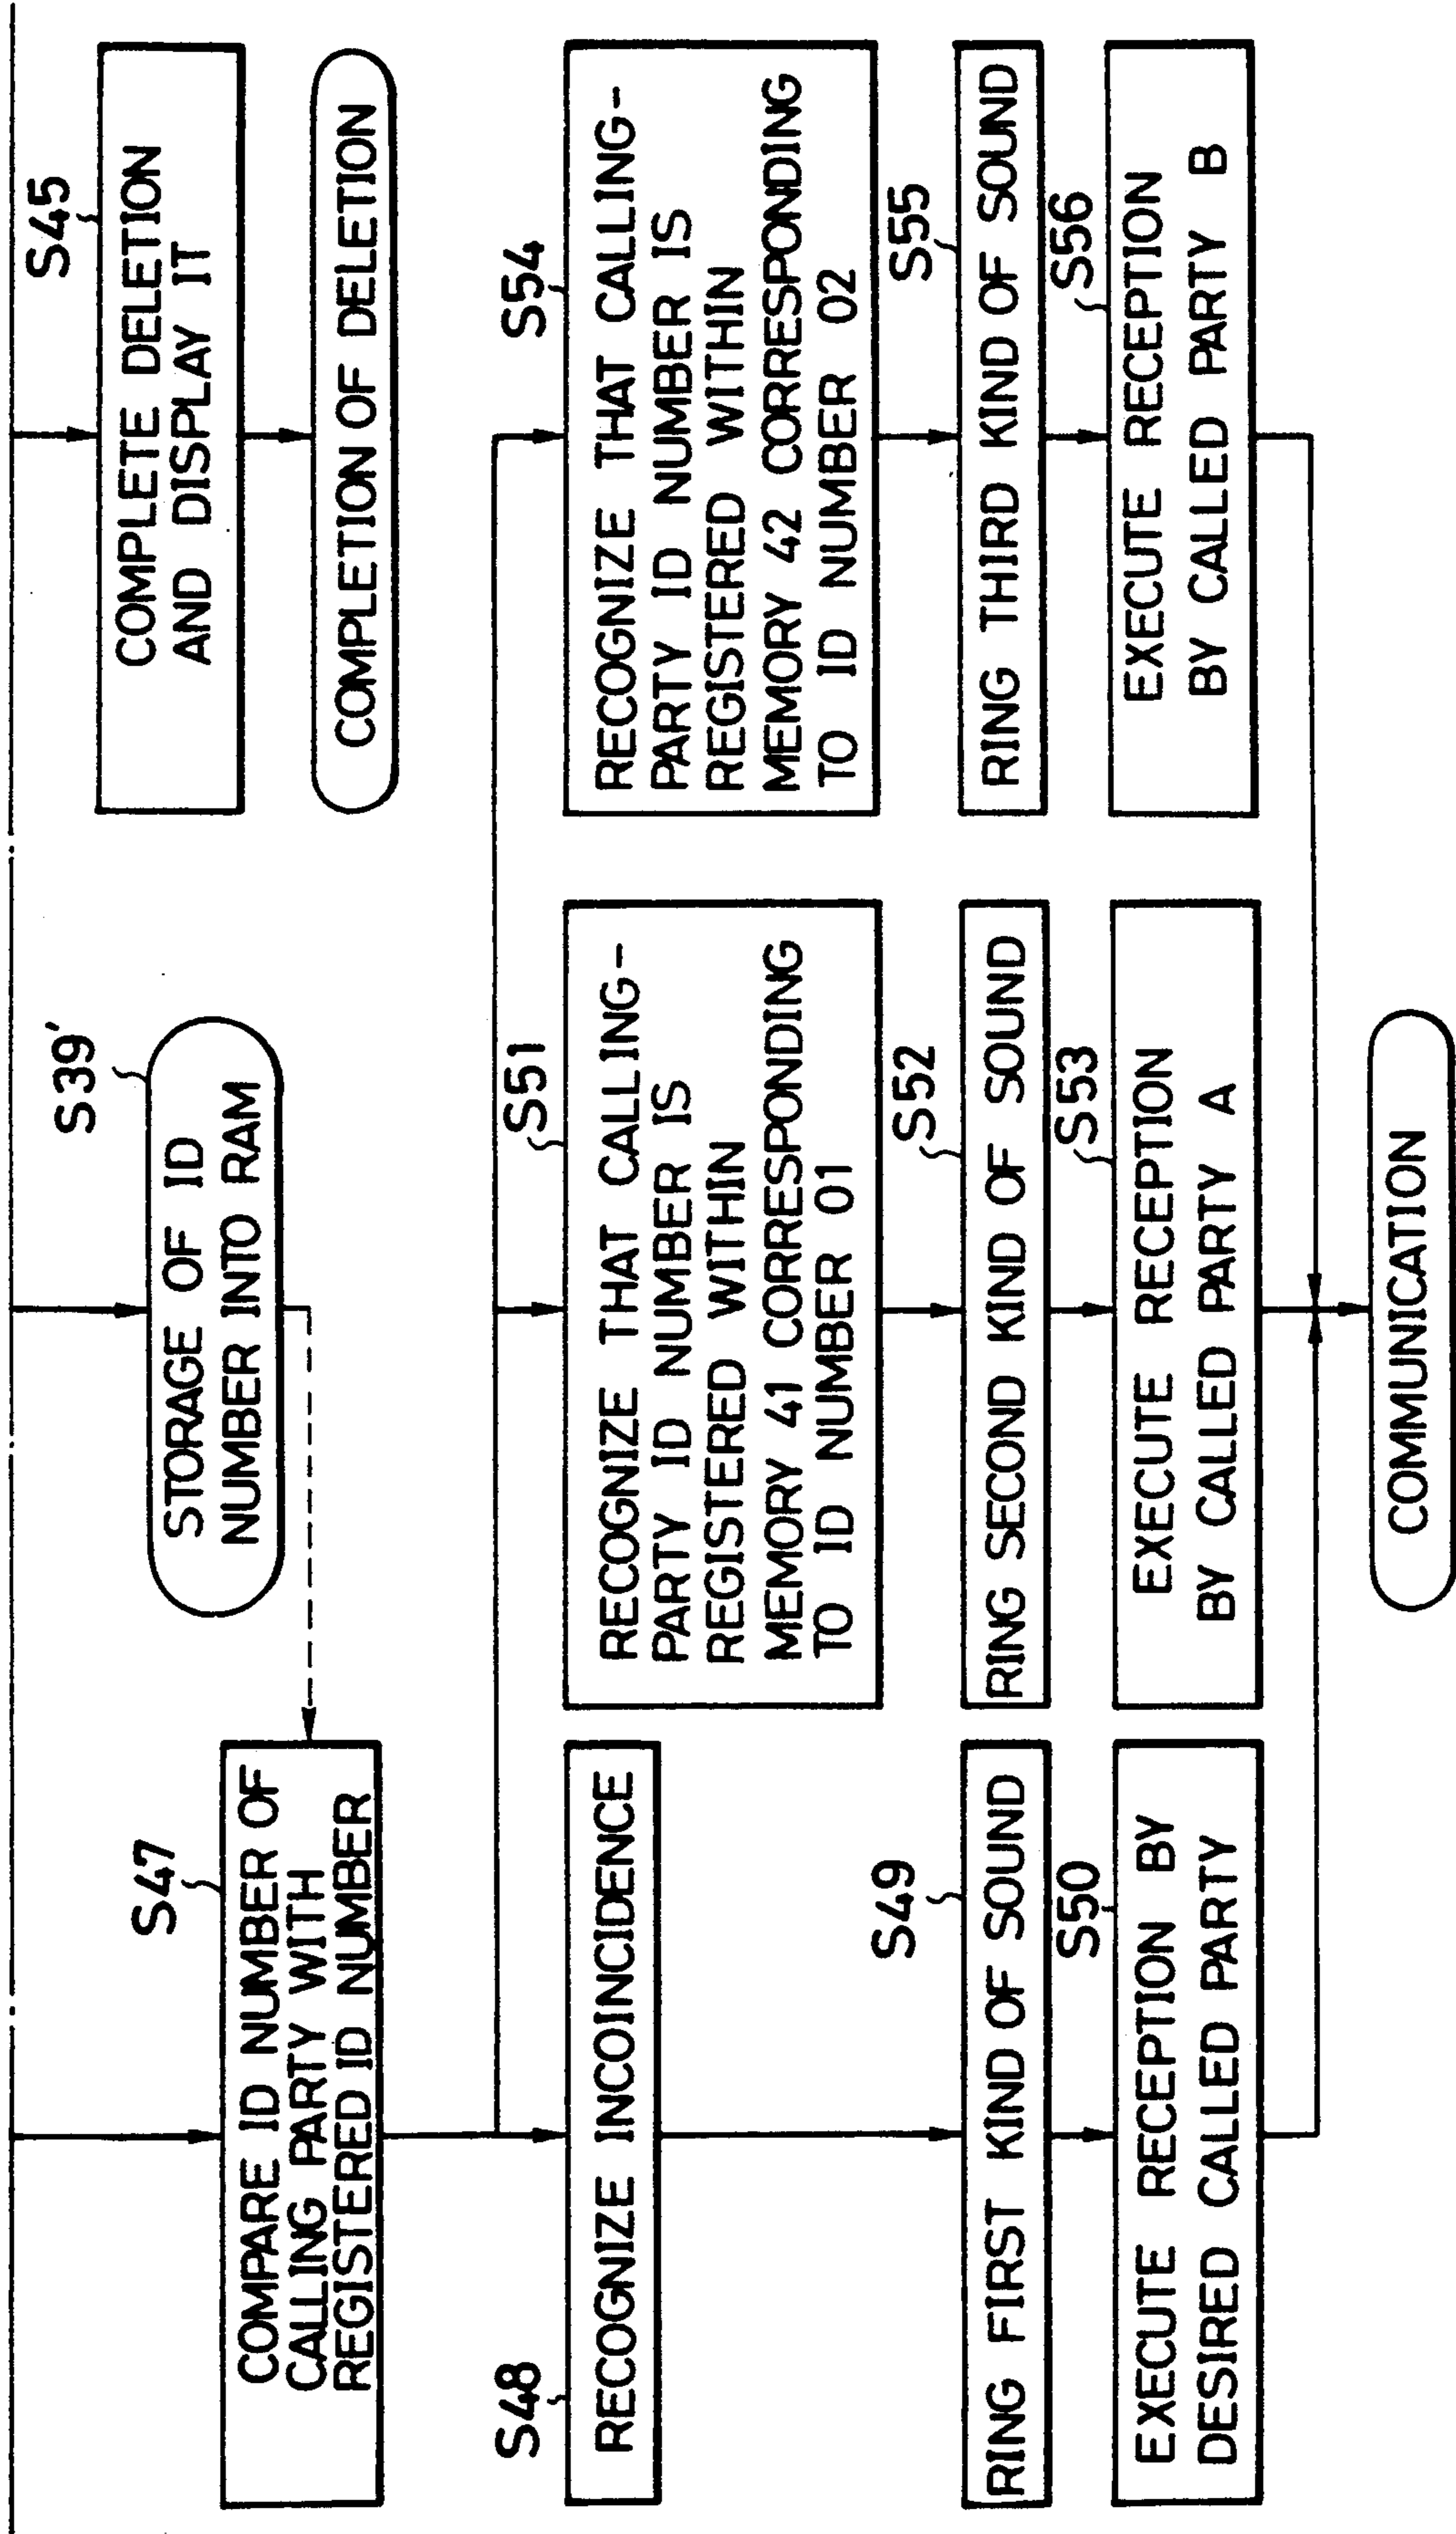 S47
COMPARE ID NUMBER OF
CALLING PARTY WITH
REGISTERED ID NUMBER
S39'
STORAGE OF ID
NUMBER INTO RAM
S45
COMPLETE DELETION
AND DISPLAY IT
COMPLETION OF DELETION
S48
RECOGNIZE INCOINCIDENCE
S49
RING FIRST KIND OF SOUND
S50
EXECUTE RECEPTION BY
DESIRED CALLED PARTY
S51
RECOGNIZE THAT CALLING-
PARTY ID NUMBER IS
REGISTERED WITHIN
MEMORY 41 CORRESPONDING
TO ID NUMBER 01
S52
RING SECOND KIND OF SOUND
S53
EXECUTE RECEPTION
BY CALLED PARTY A
S54
RECOGNIZE THAT CALLING-
PARTY ID NUMBER IS
REGISTERED WITHIN
MEMORY 42 CORRESPONDING
TO ID NUMBER 02
S55
RING THIRD KIND OF SOUND
S56
EXECUTE RECEPTION
BY CALLED PARTY B
COMMUNICATION